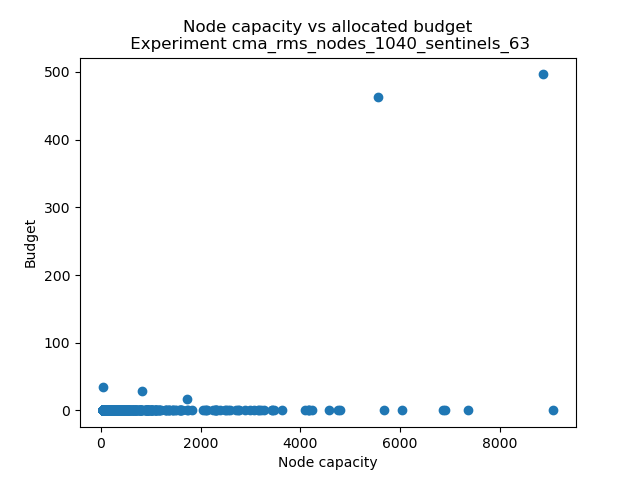 Node capacity vs allocated budget
Experiment cma_rms_nodes_1040_sentinels_63
500
400
300
200
100
0
Budget
0 2000 4000 6000 8000
Node capacity